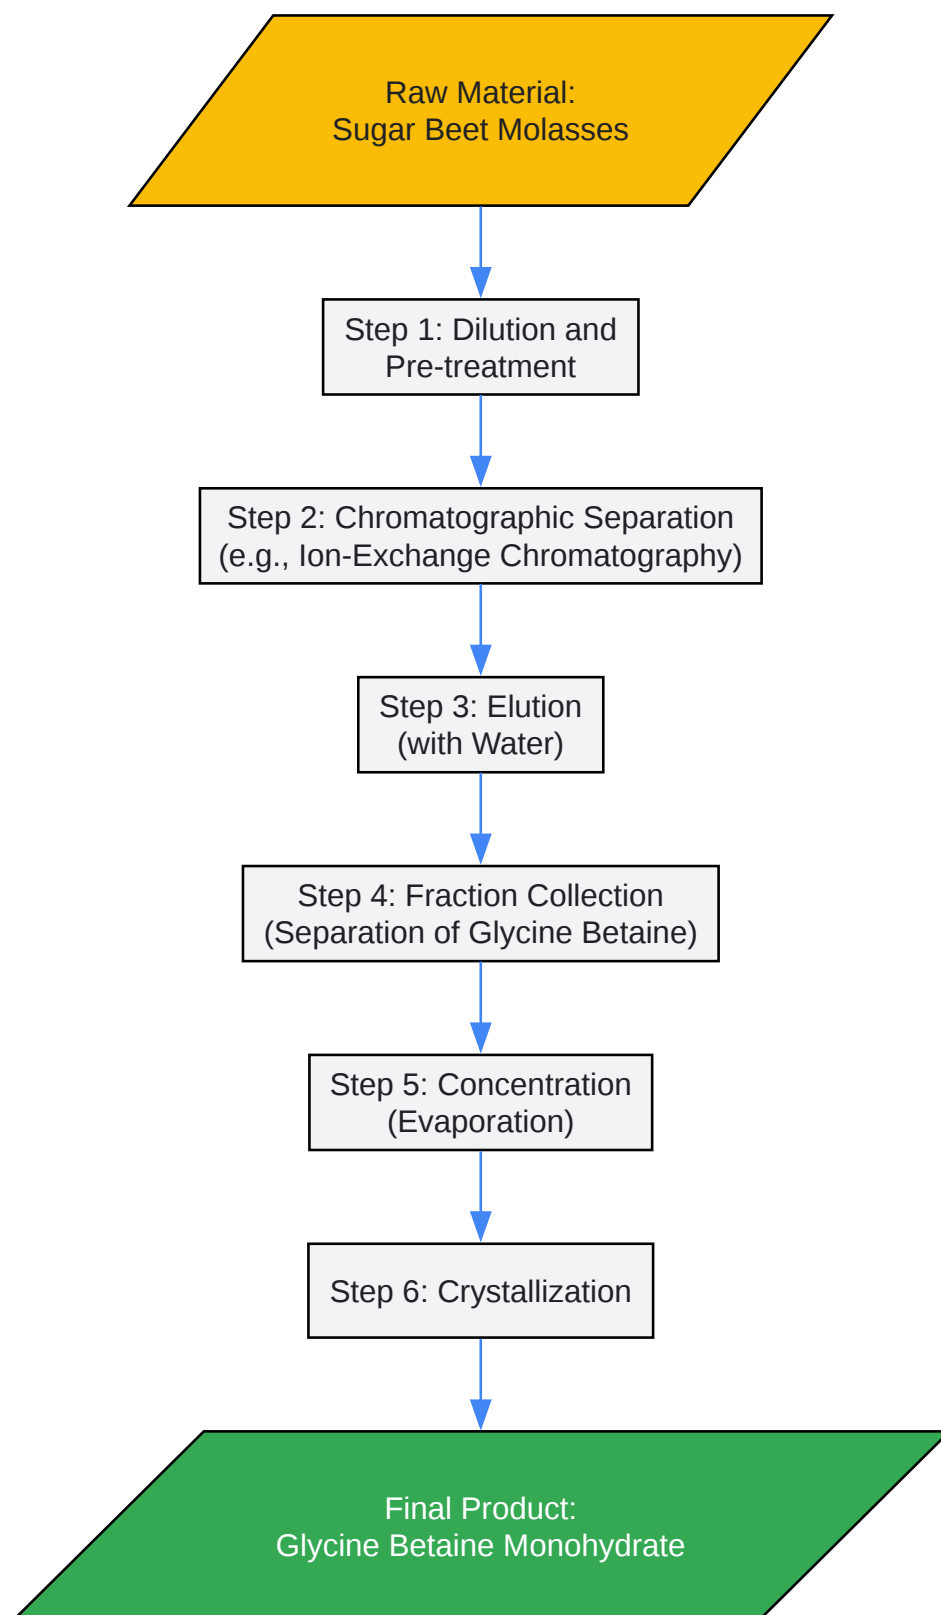 Raw Material:
Sugar Beet Molasses
Step 1: Dilution and
Pre-treatment
Step 2: Chromatographic Separation
(e.g., Ion-Exchange Chromatography)
Step 3: Elution
(with Water)
Step 4: Fraction Collection
(Separation of Glycine Betaine)
Step 5: Concentration
(Evaporation)
Step 6: Crystallization
Final Product:
Glycine Betaine Monohydrate